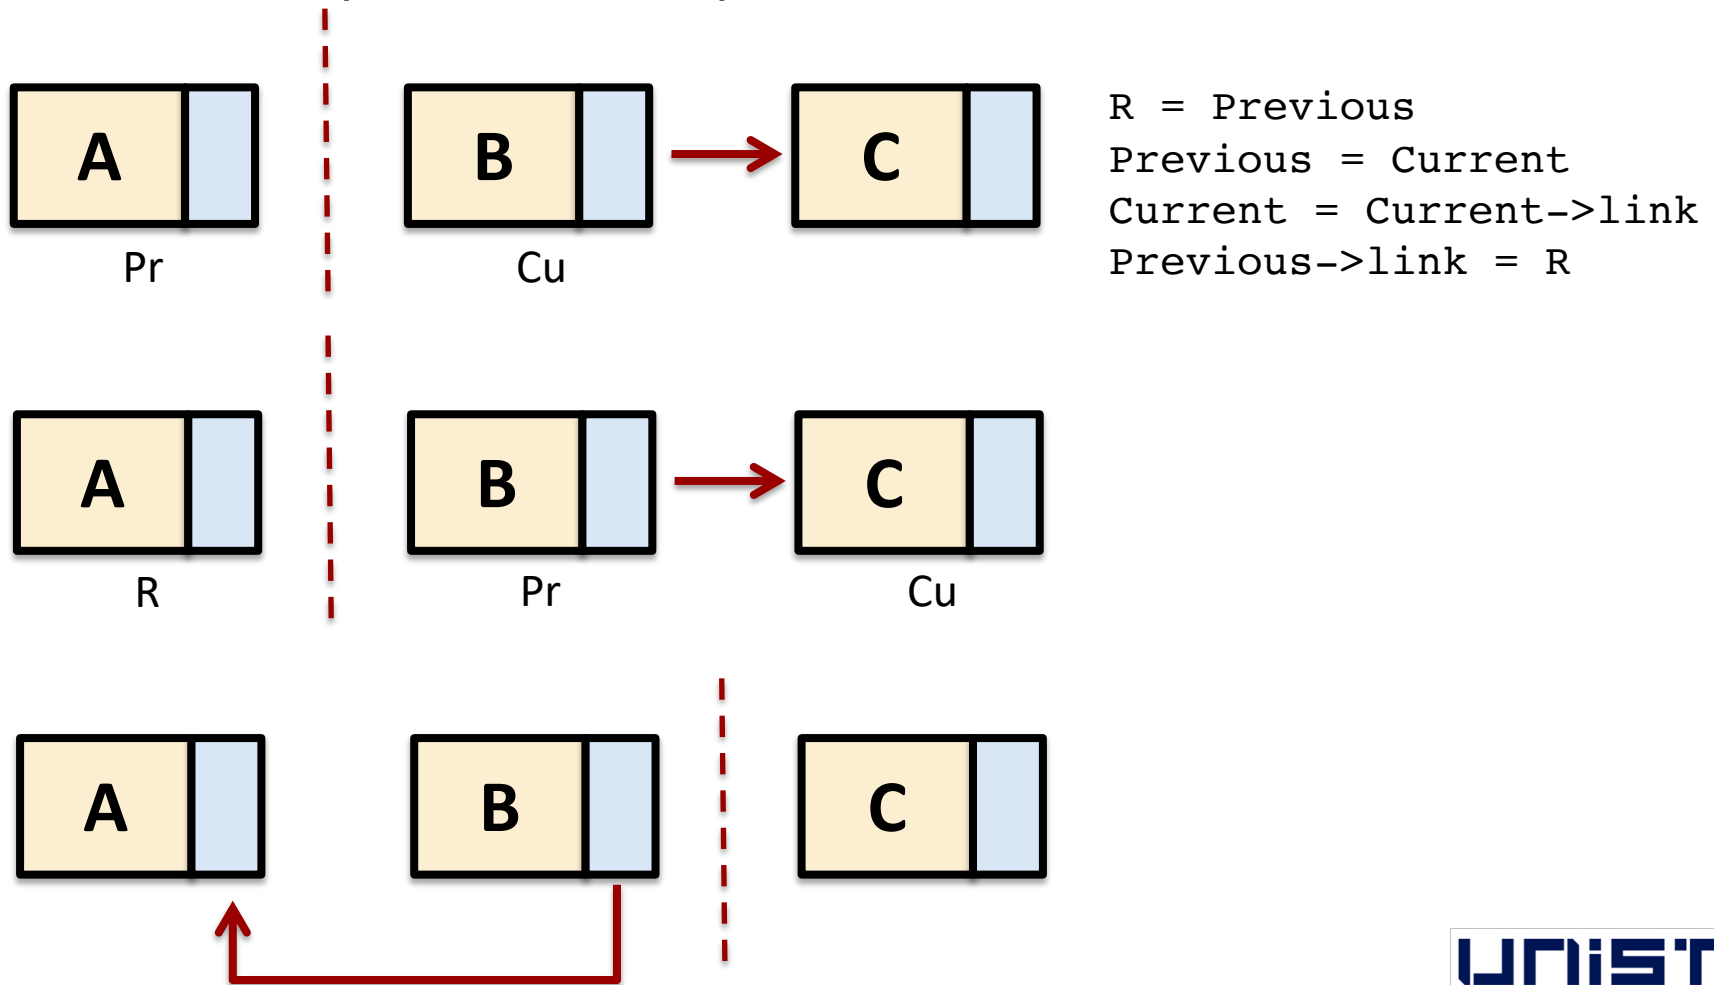 A B C
Pr Cu
R = Previous
Previous = Current
Current = Current->link
Previous->link = R
A B C
R Pr Cu
A B C
UNIST